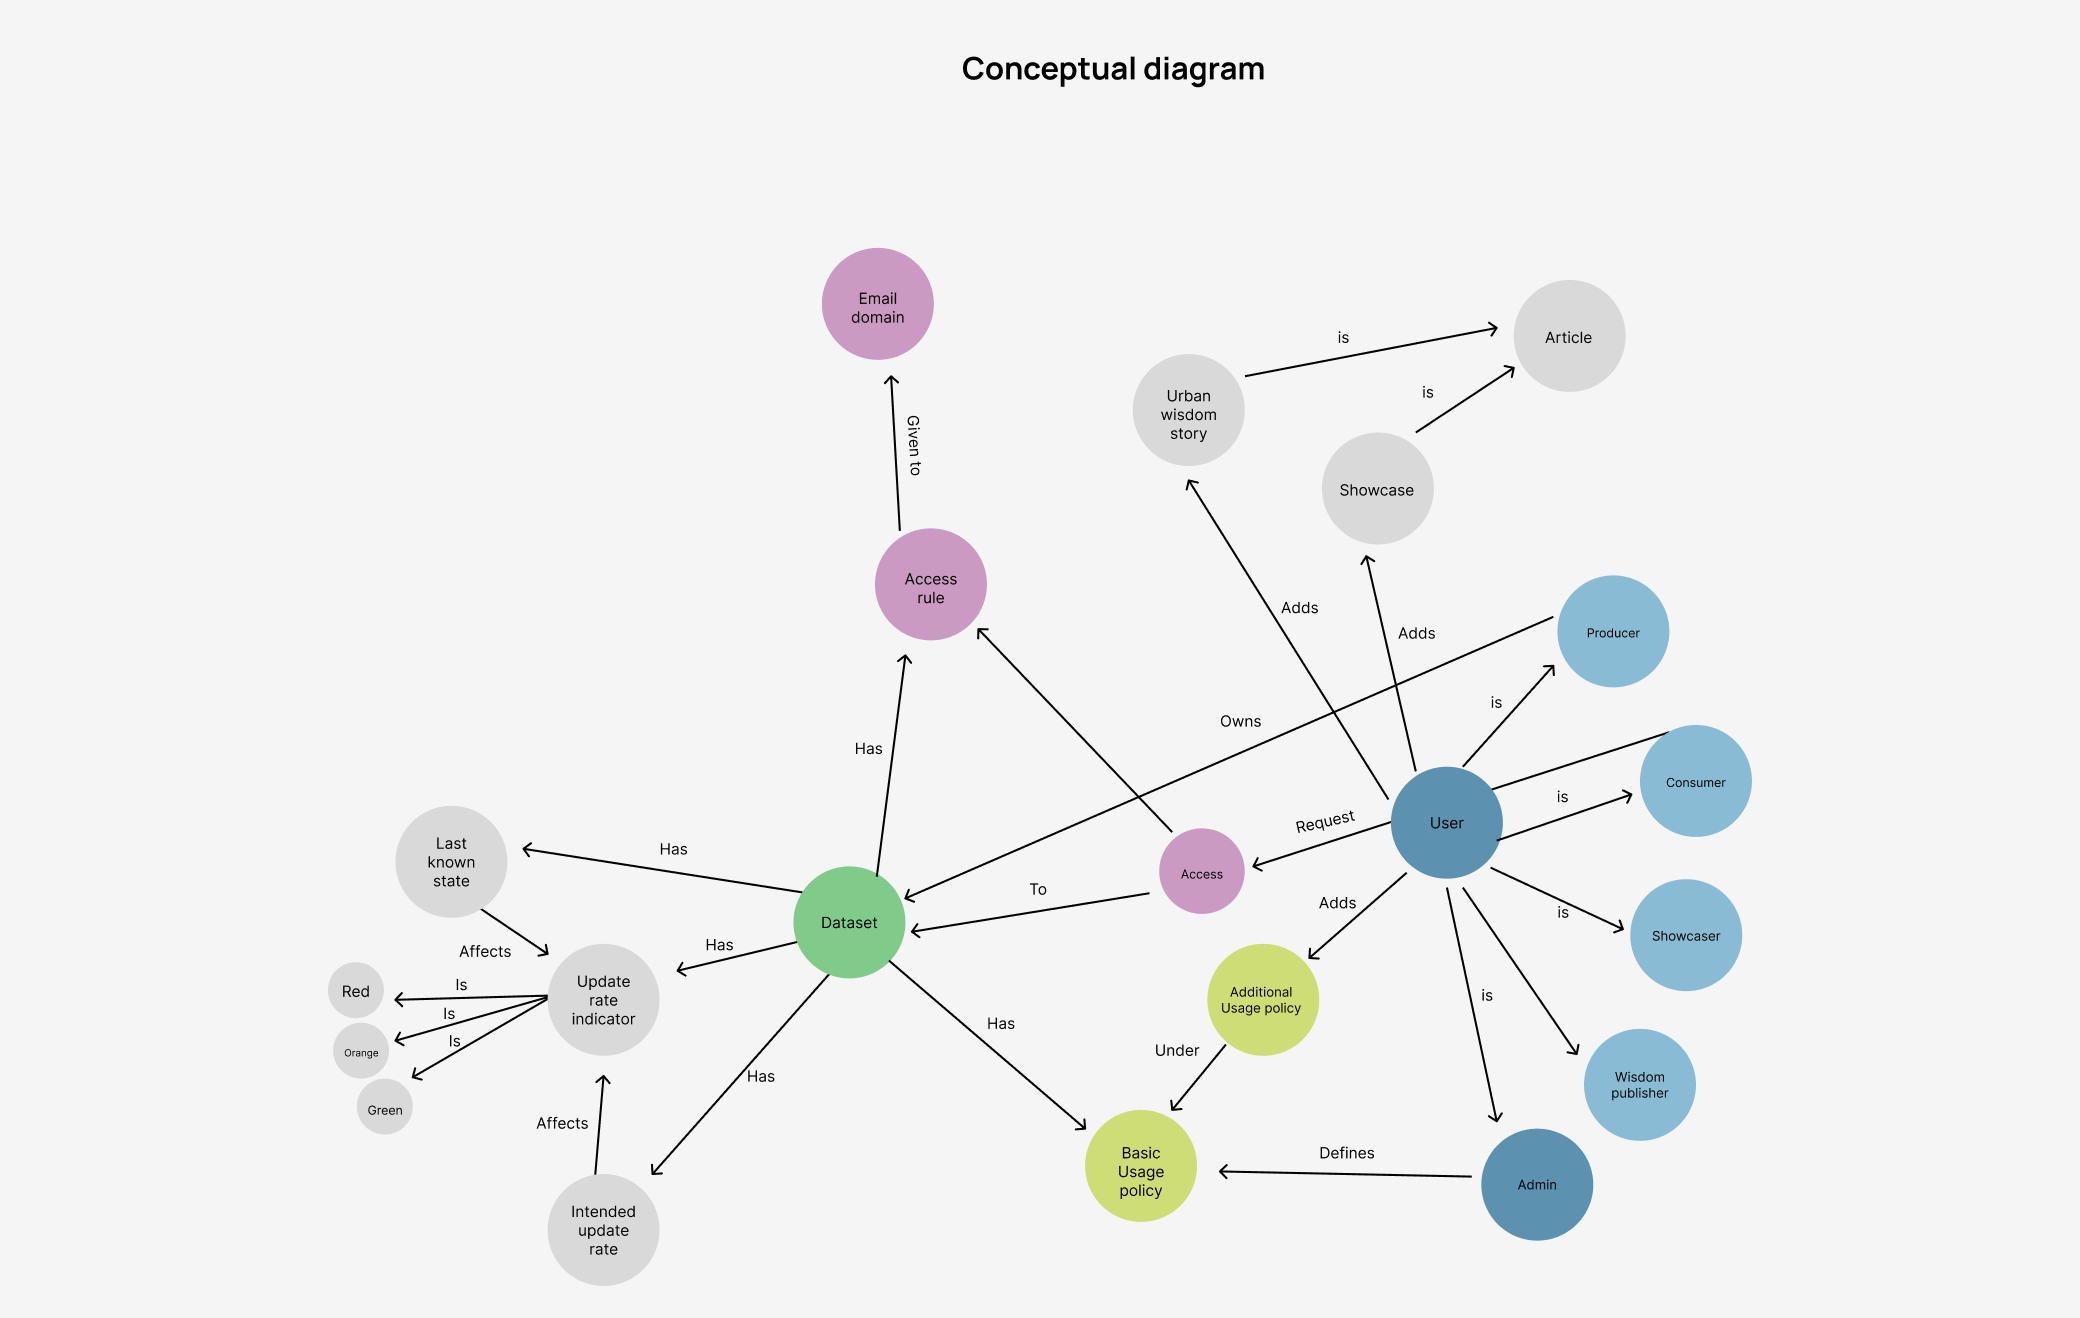 Conceptual diagram
Email
domain
Article
is
is
Urban
wisdom
story
Given to
Showcase
Access
rule
Adds
Adds
Producer
is
Owns
Has
Consumer
is
Request
User
Last
known
state
Has
Access
To
Adds
is
Showcaser
Dataset
Has
Affects
Update
rate
indicator
Is
Red
Is
Orange
Is
Green
Additional
Usage policy
is
Has
Under
Has
Wisdom
publisher
Affects
Basic
Usage
policy
Defines
Admin
Intended
update
rate